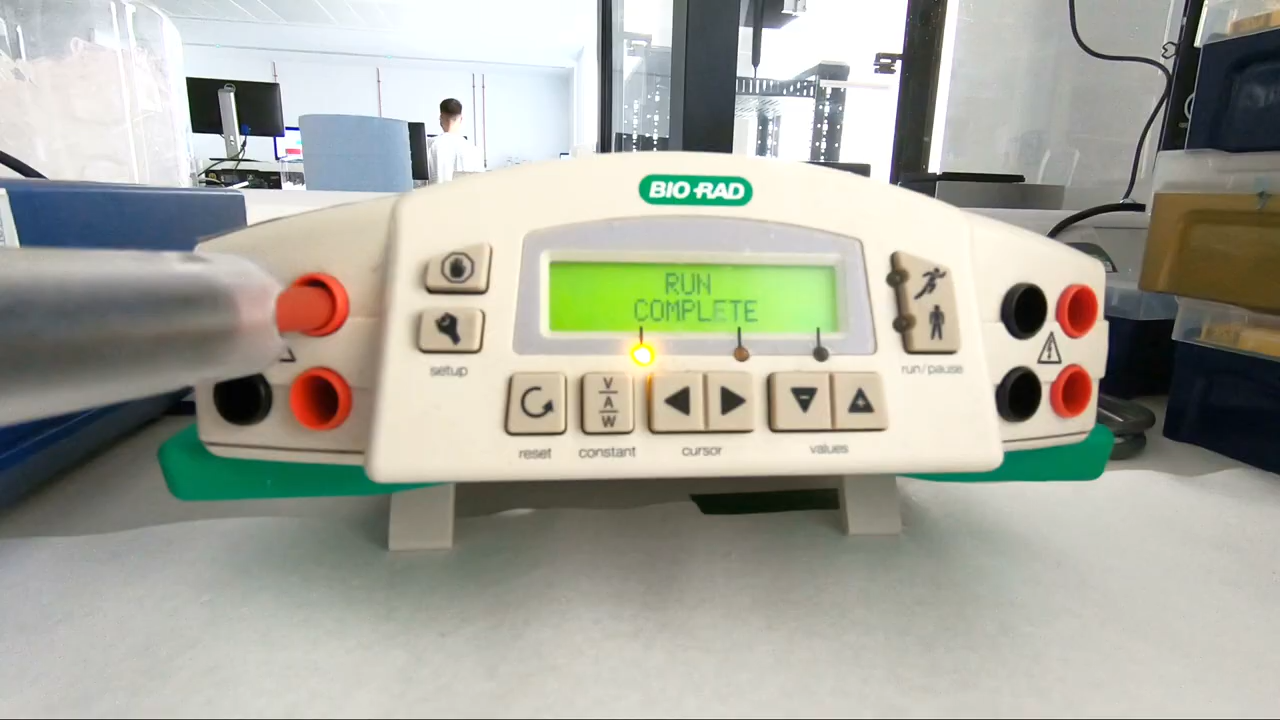 BIO-RAD
RUN
COMPLETE
setup
run/pause
V
A
W
reset
constant
cursor
values